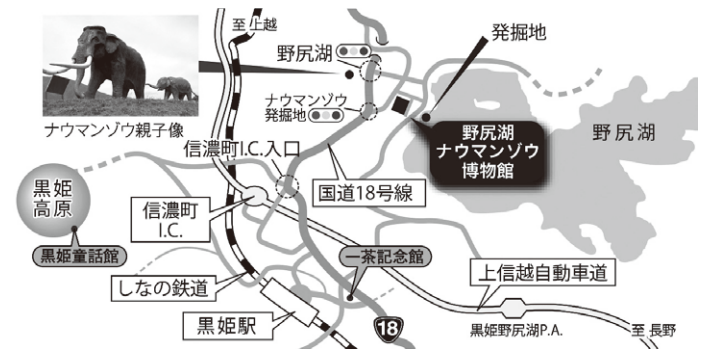 至 上越
野尻湖
発掘地
ナウマンゾウ
発掘地
ナウマンゾウ親子像
野尻湖
ナウマンゾウ
博物館
野尻湖
信濃町I.C.入口
国道18号線
黒姫
高原
信濃町
I.C.
黒姫童話館
一茶記念館
しなの鉄道
上信越自動車道
黒姫駅
18
黒姫野尻湖P.A.
至 長野